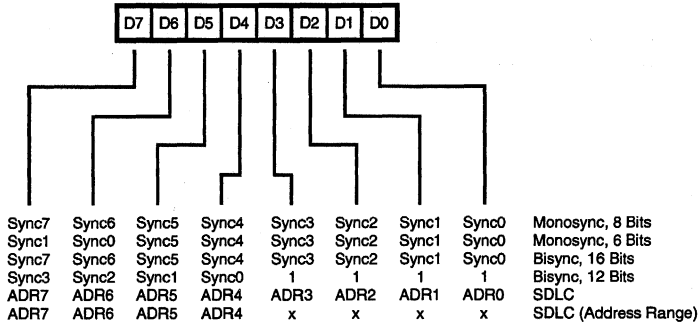 D7 D6 D5 D4 D3 D2 D1 D0
Sync7 Sync6 Sync5 Sync4 Sync3 Sync2 Sync1 Sync0 Monosync, 8 Bits
Sync1 Sync0 Sync5 Sync4 Sync3 Sync2 Sync1 Sync0 Monosync, 6 Bits
Sync7 Sync6 Sync5 Sync4 Sync3 Sync2 Sync1 Sync0 Bisync, 16 Bits
Sync3 Sync2 Sync1 Sync0 1 1 1 1 Bisync, 12 Bits
ADR7 ADR6 ADR5 ADR4 ADR3 ADR2 ADR1 ADR0 SDLC
ADR7 ADR6 ADR5 ADR4 x x x x SDLC (Address Range)